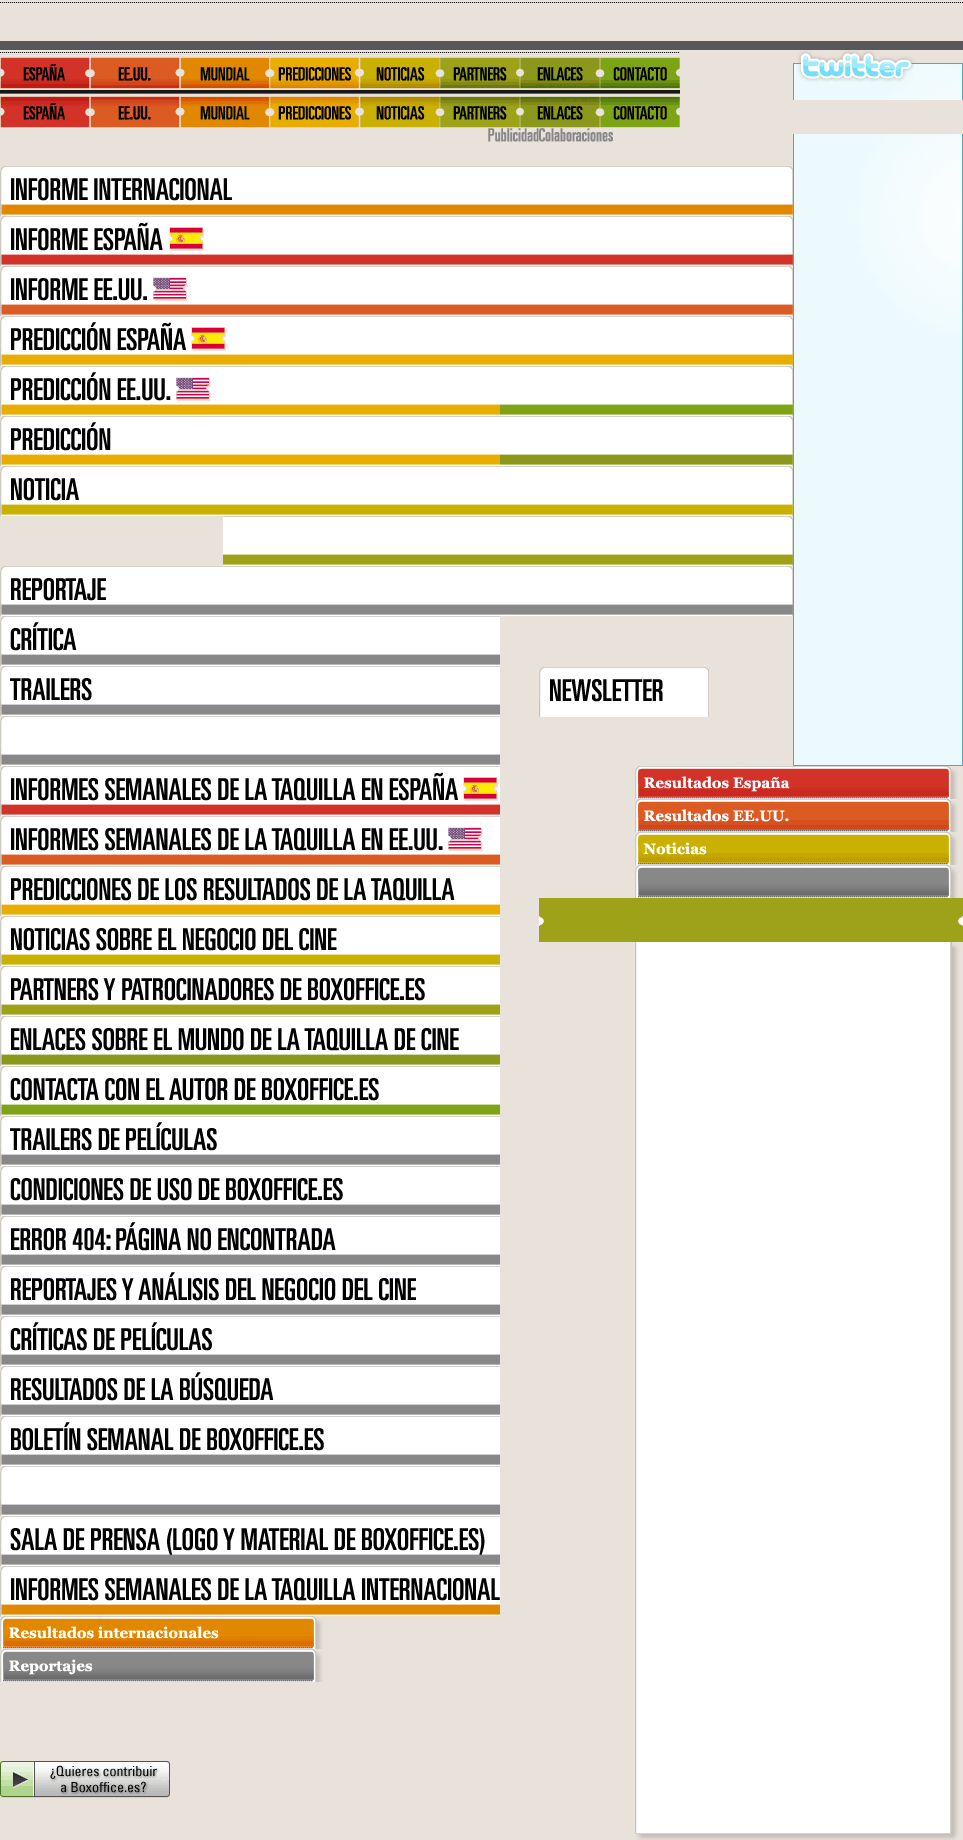 twitter
ESPAÑA EE.UU. MUNDIAL PREDICCIONES NOTICIAS PARTNERS ENLACES CONTACTO
ESPAÑA EE.UU. MUNDIAL PREDICCIONES NOTICIAS PARTNERS ENLACES CONTACTO
PublicidadColaboraciones
INFORME INTERNACIONAL
INFORME ESPAÑA
INFORME EE.UU.
PREDICCIÓN ESPAÑA
PREDICCIÓN EE.UU.
PREDICCIÓN
NOTICIA
REPORTAJE
CRÍTICA
TRAILERS
NEWSLETTER
INFORMES SEMANALES DE LA TAQUILLA EN ESPAÑA
INFORMES SEMANALES DE LA TAQUILLA EN EE.UU.
PREDICCIONES DE LOS RESULTADOS DE LA TAQUILLA
NOTICIAS SOBRE EL NEGOCIO DEL CINE
PARTNERS Y PATROCINADORES DE BOXOFFICE.ES
ENLACES SOBRE EL MUNDO DE LA TAQUILLA DE CINE
CONTACTA CON EL AUTOR DE BOXOFFICE.ES
TRAILERS DE PELÍCULAS
CONDICIONES DE USO DE BOXOFFICE.ES
ERROR 404: PÁGINA NO ENCONTRADA
REPORTAJES Y ANÁLISIS DEL NEGOCIO DEL CINE
CRÍTICAS DE PELÍCULAS
RESULTADOS DE LA BÚSQUEDA
BOLETÍN SEMANAL DE BOXOFFICE.ES
SALA DE PRENSA (LOGO Y MATERIAL DE BOXOFFICE.ES)
INFORMES SEMANALES DE LA TAQUILLA INTERNACIONAL
Resultados España
Resultados EE.UU.
Noticias
Resultados internacionales
Reportajes
¿Quieres contribuir
a Boxoffice.es?